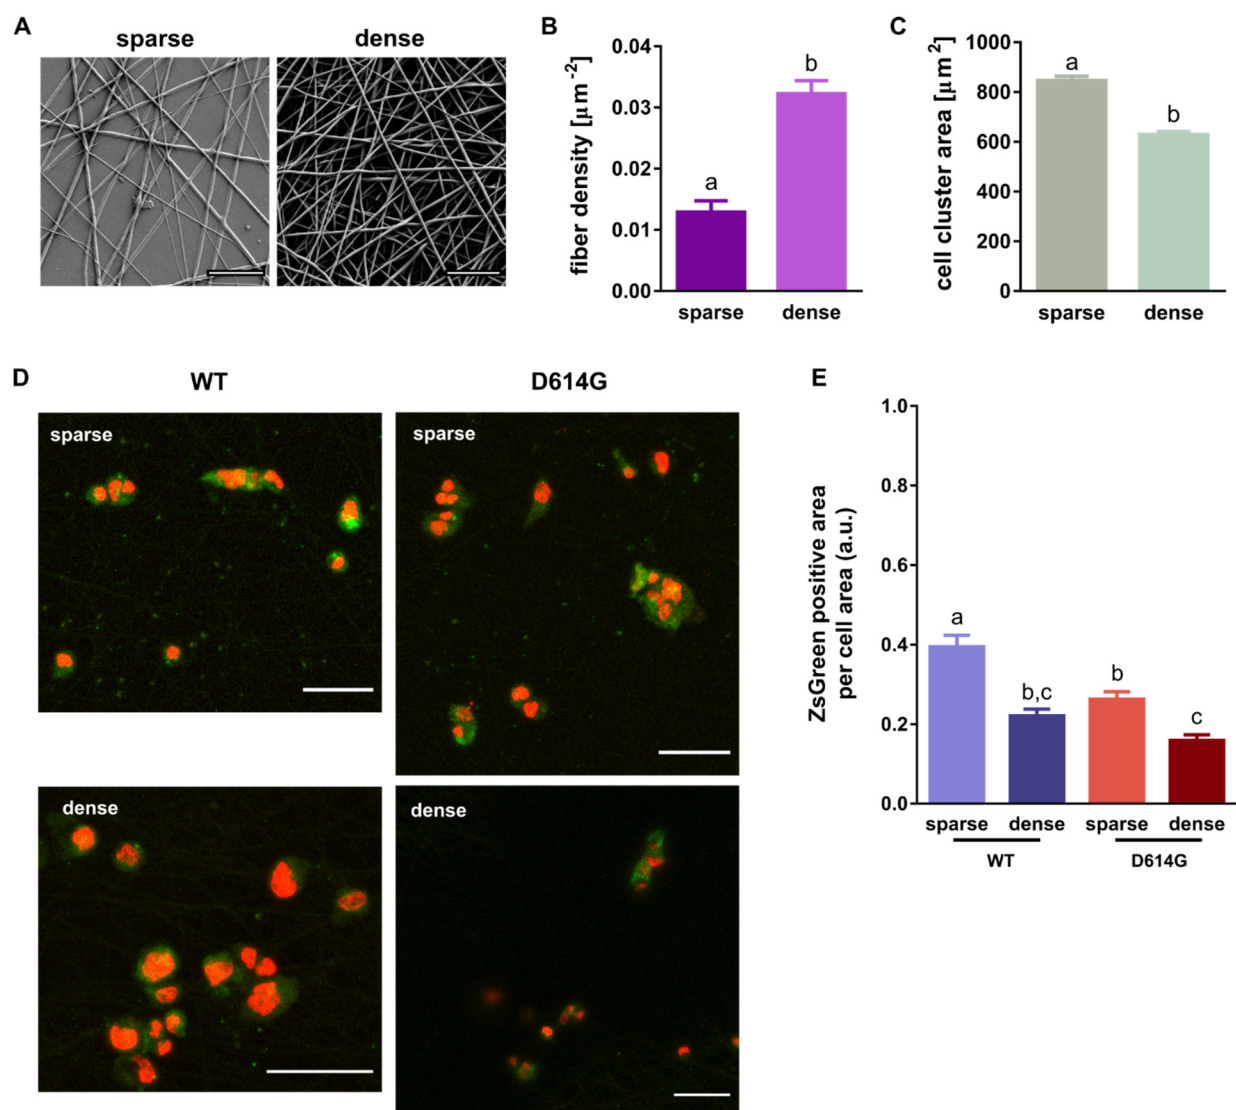 A
sparse
dense
B
fiber density [µm⁻²]
0.04
0.03
0.02
0.01
0.00
a
b
sparse
dense
C
cell cluster area [µm²]
1000
800
600
400
200
0
a
b
sparse
dense
D
WT
D614G
sparse
sparse
dense
dense
E
ZsGreen positive area
per cell area (a.u.)
1.0
0.8
0.6
0.4
0.2
0.0
a
b,c
b
c
sparse
dense
sparse
dense
WT
D614G